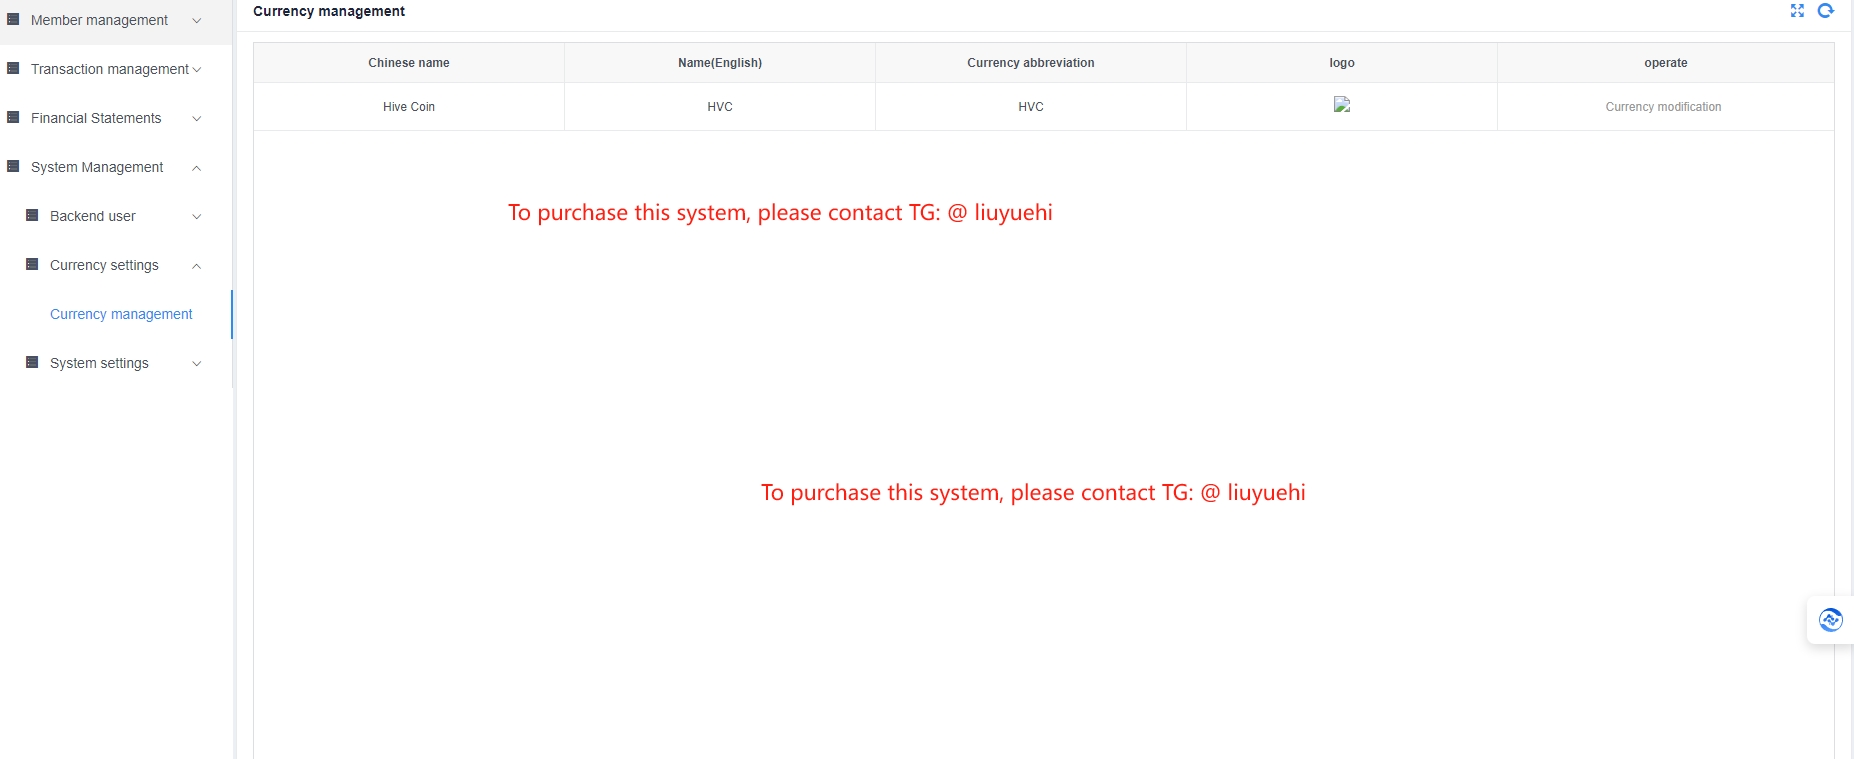 Member management
Transaction management
Financial Statements
System Management
Backend user
Currency settings
Currency management
System settings
Currency management
Chinese name Name(English) Currency abbreviation logo operate
Hive Coin HVC HVC Currency modification
To purchase this system, please contact TG: @ liuyuehi
To purchase this system, please contact TG: @ liuyuehi